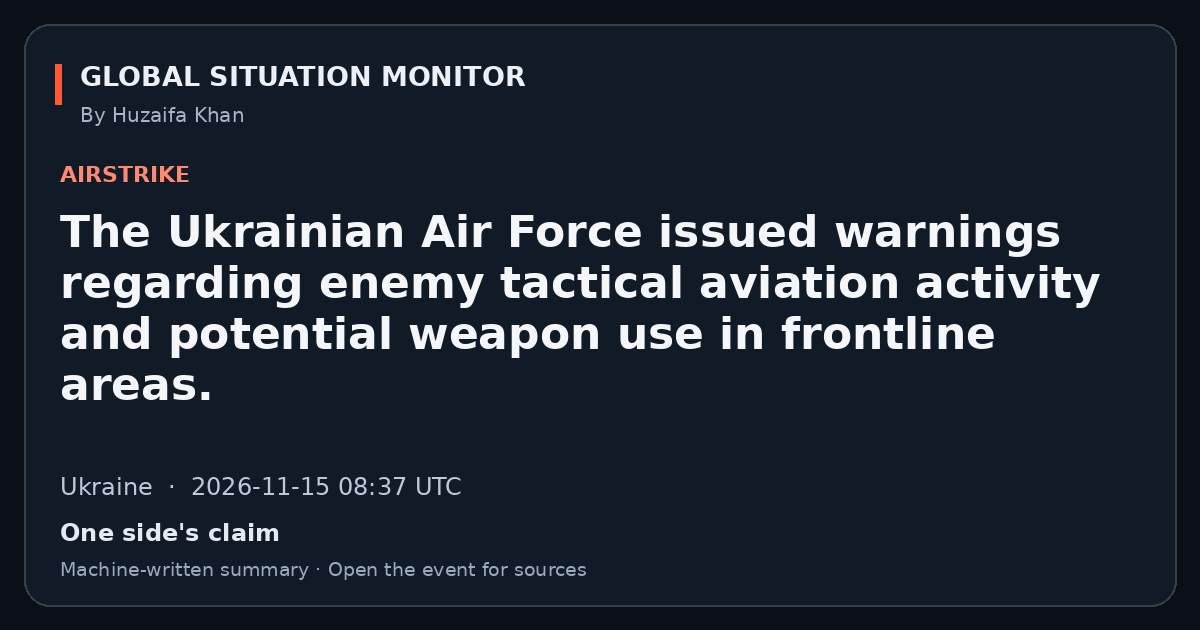 GLOBAL SITUATION MONITOR
By Huzaifa Khan
AIRSTRIKE
The Ukrainian Air Force issued warnings
regarding enemy tactical aviation activity
and potential weapon use in frontline
areas.
Ukraine · 2026-11-15 08:37 UTC
One side's claim
Machine-written summary · Open the event for sources